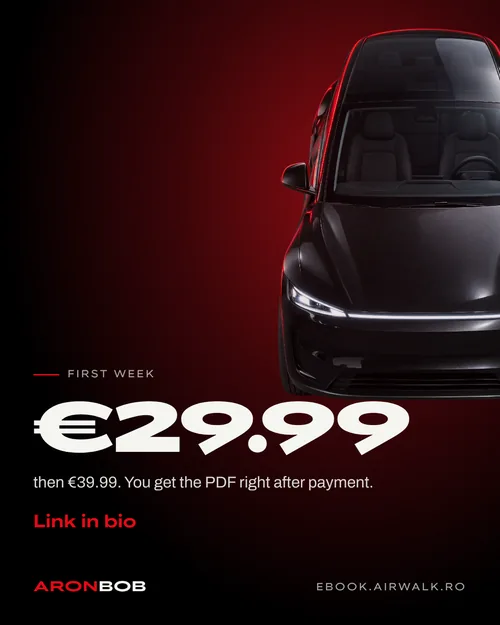 FIRST WEEK
€29.99
then €39.99. You get the PDF right after payment.
Link in bio
ARONBOB
EBOOK.AIRWALK.RO